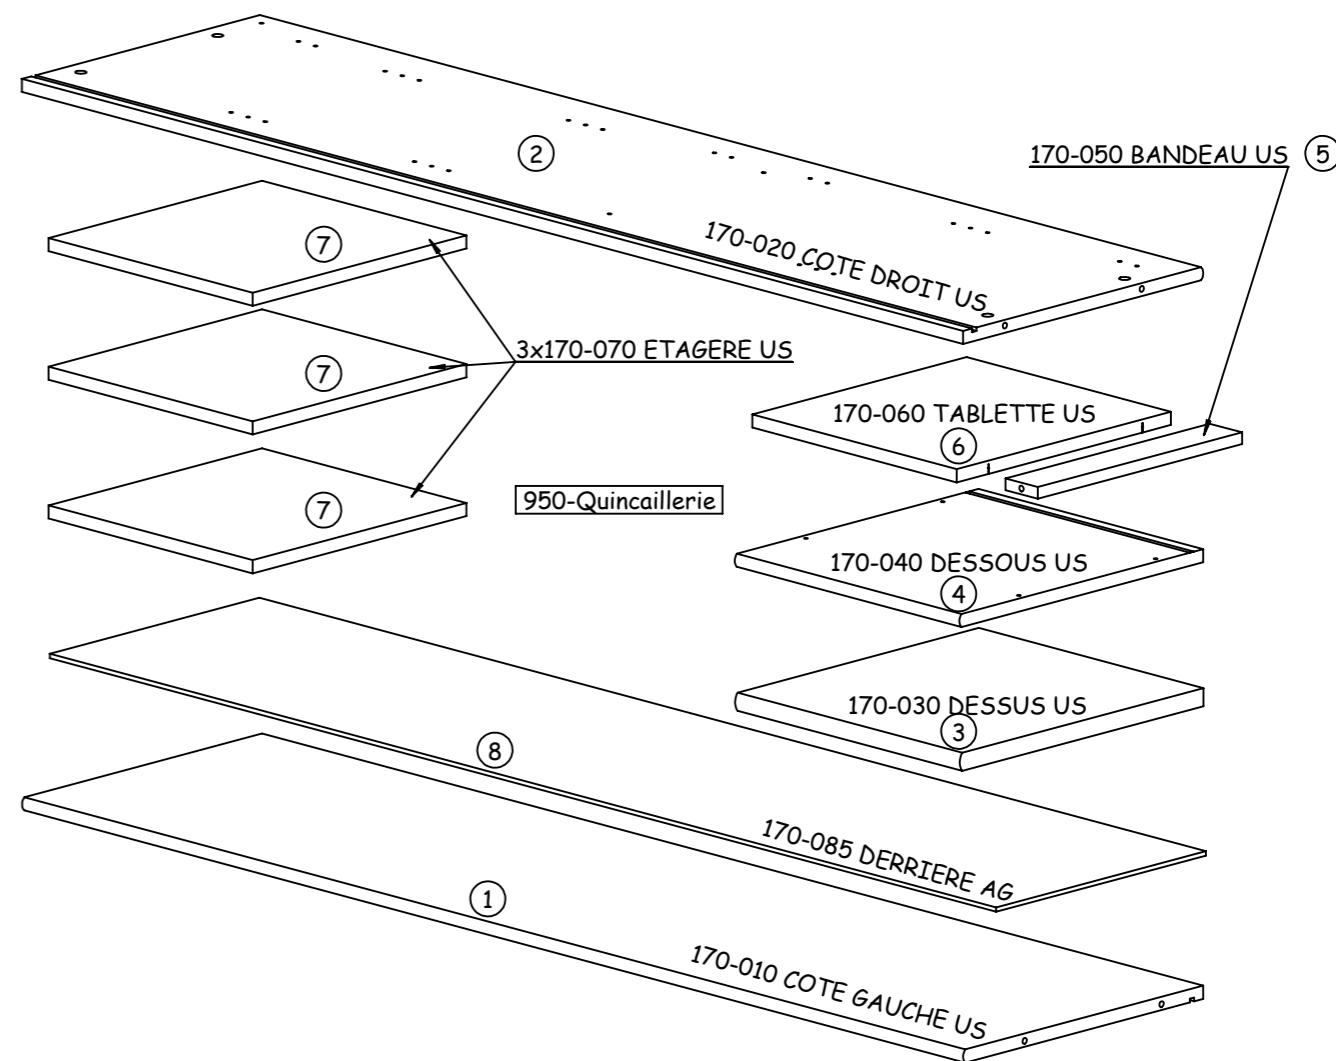 2
170-050 BANDEAU US 5
170-020 COTE DROIT US
7
3x170-070 ETAGERE US
7
170-060 TABLETTE US
6
950-Quincaillerie
7
170-040 DESSOUS US
4
170-030 DESSUS US
3
8
170-085 DERRIERE AG
1
170-010 COTE GAUCHE US